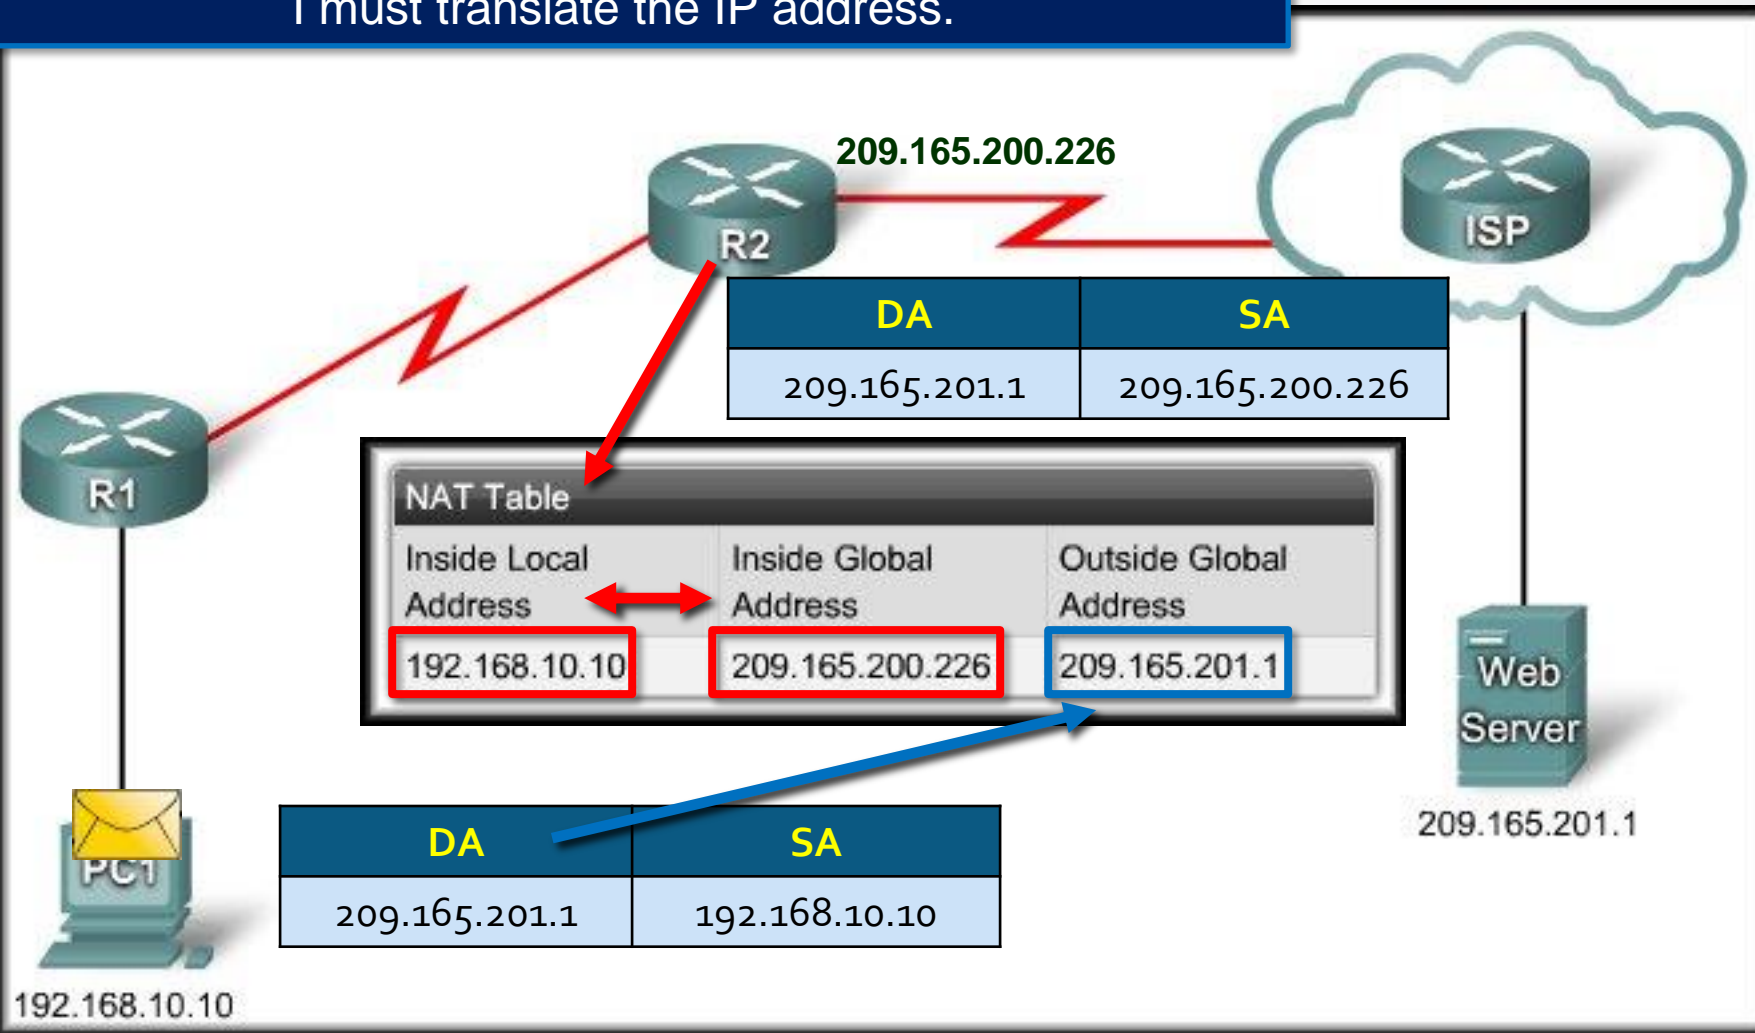 I must translate the IP address.
209.165.200.226
R2
ISP
DA SA
209.165.201.1 209.165.200.226
R1
NAT Table
Inside Local Address
Inside Global Address
Outside Global Address
192.168.10.10 209.165.200.226 209.165.201.1
Web
Server
209.165.201.1
PC1
DA SA
209.165.201.1 192.168.10.10
192.168.10.10